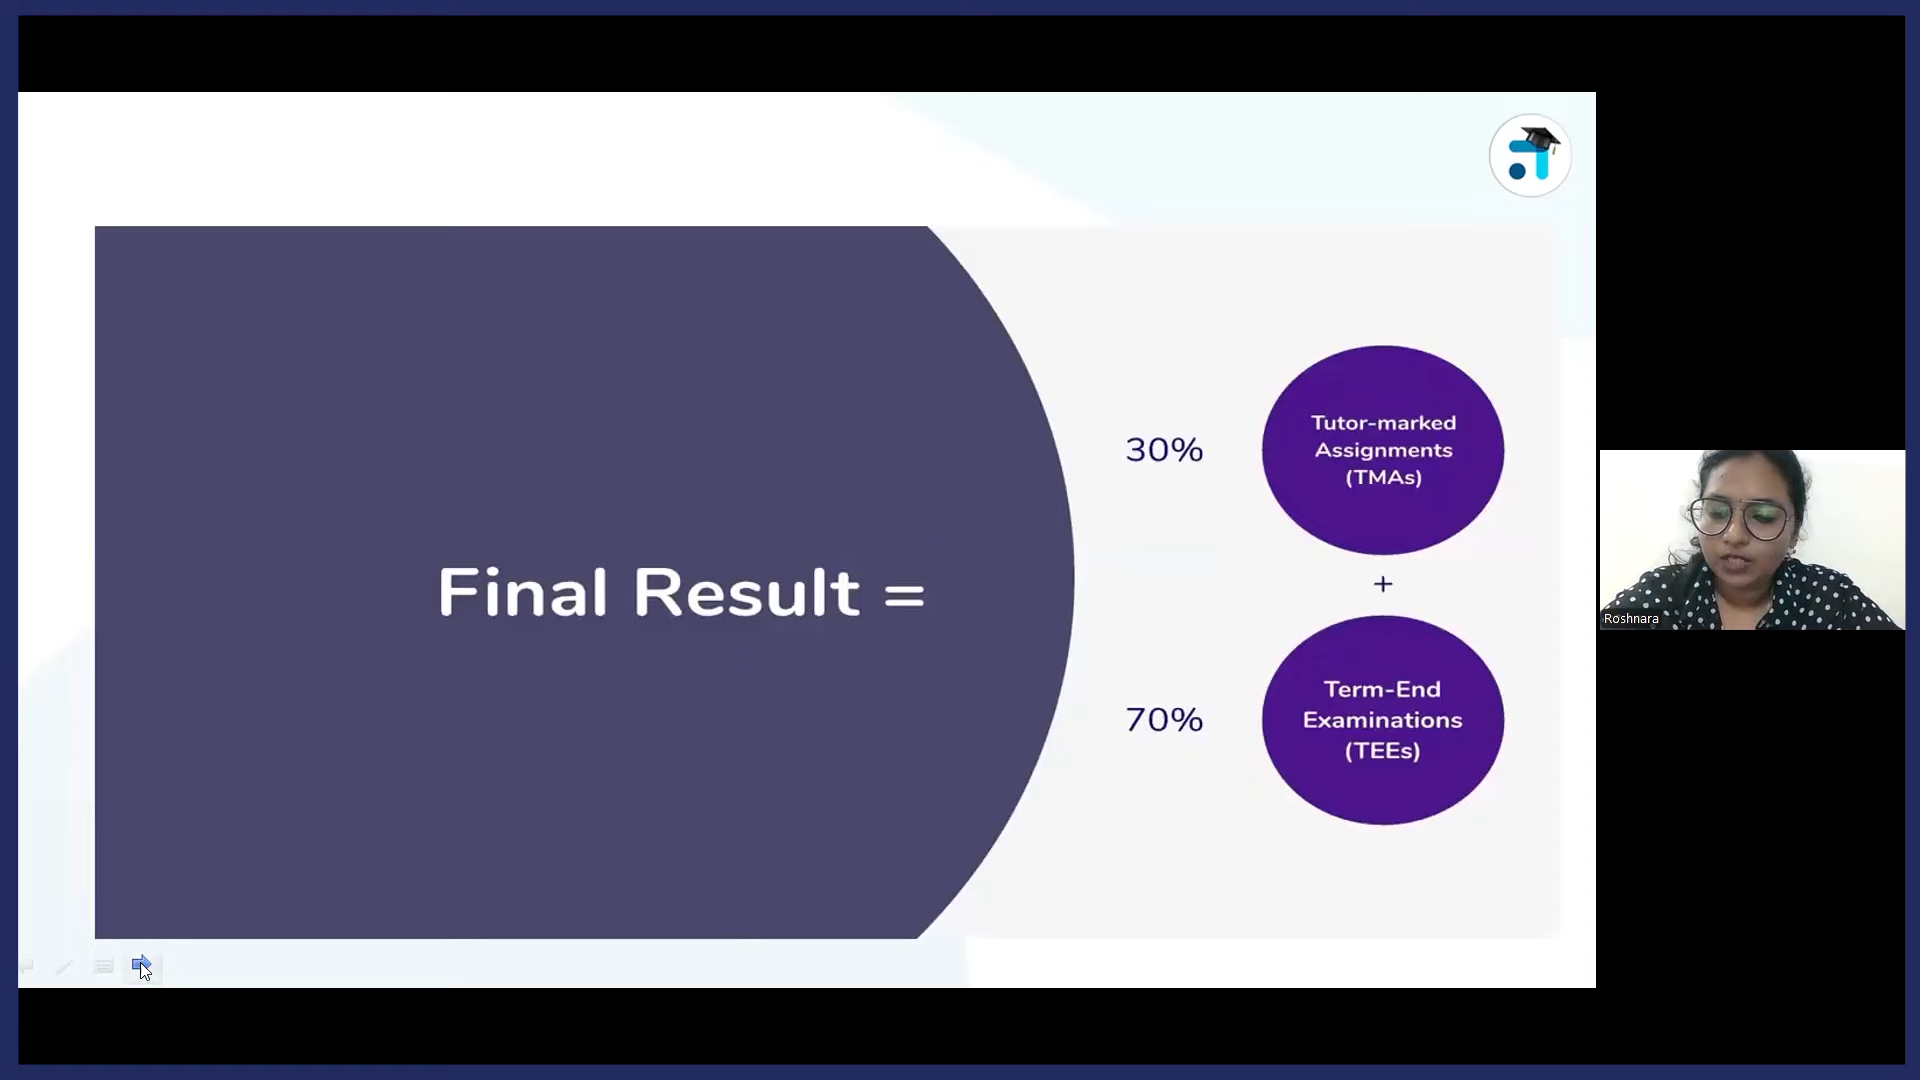 Final Result =
30%
Tutor-marked
Assignments
(TMAs)
+
70%
Term-End
Examinations
(TEEs)
Roshnara